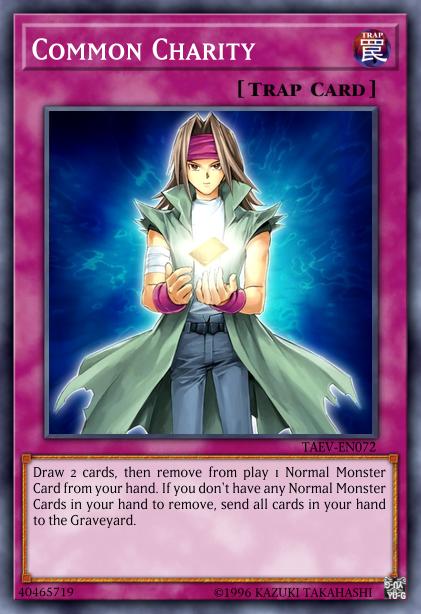 Common Charity
TRAP
罠
[Trap Card]
TAEV-EN072
Draw 2 cards, then remove from play 1 Normal Monster
Card from your hand. If you don't have any Normal Monster
Cards in your hand to remove, send all cards in your hand
to the Graveyard.
40465719
©1996 KAZUKI TAKAHASHI